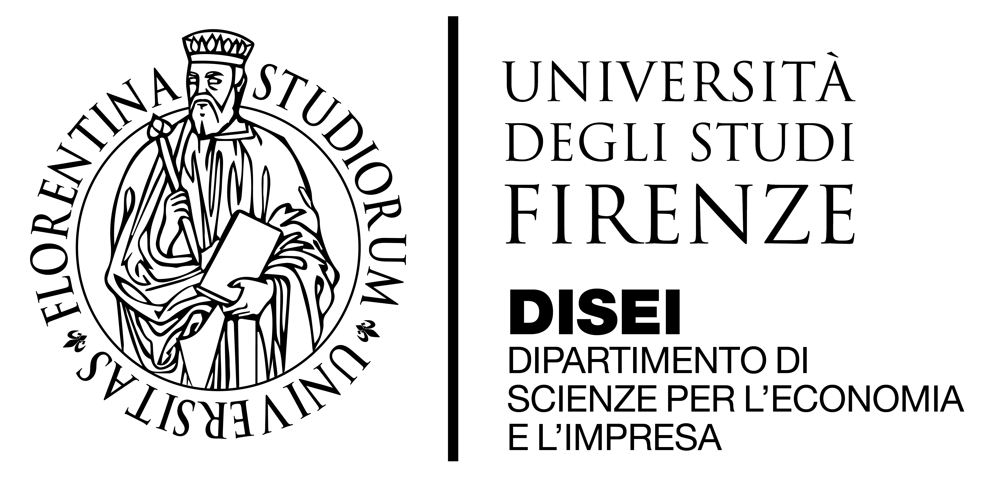 FLORENTINA STUDIORUM UNIVERSITAS
UNIVERSITÀ
DEGLI STUDI
FIRENZE
DISEI
DIPARTIMENTO DI
SCIENZE PER L’ECONOMIA
E L’IMPRESA